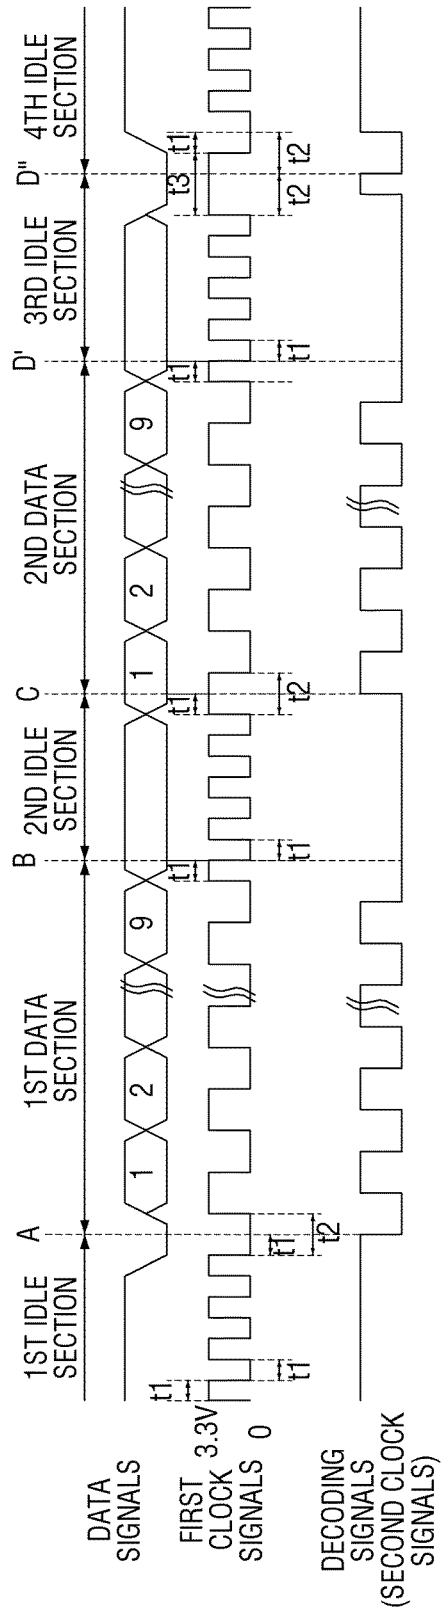 1ST IDLE
SECTION
A
1ST DATA
SECTION
B
2ND IDLE
SECTION
C
2ND DATA
SECTION
D'
3RD IDLE
SECTION
D"
4TH IDLE
SECTION
DATA
SIGNALS
1
2
9
1
2
9
FIRST
CLOCK
SIGNALS
3.3V
0
t1
t1
t1
t2
t1
t1
t1
t2
t1
t1
t3
t1
t2
t2
DECODING
SIGNALS
(SECOND CLOCK
SIGNALS)